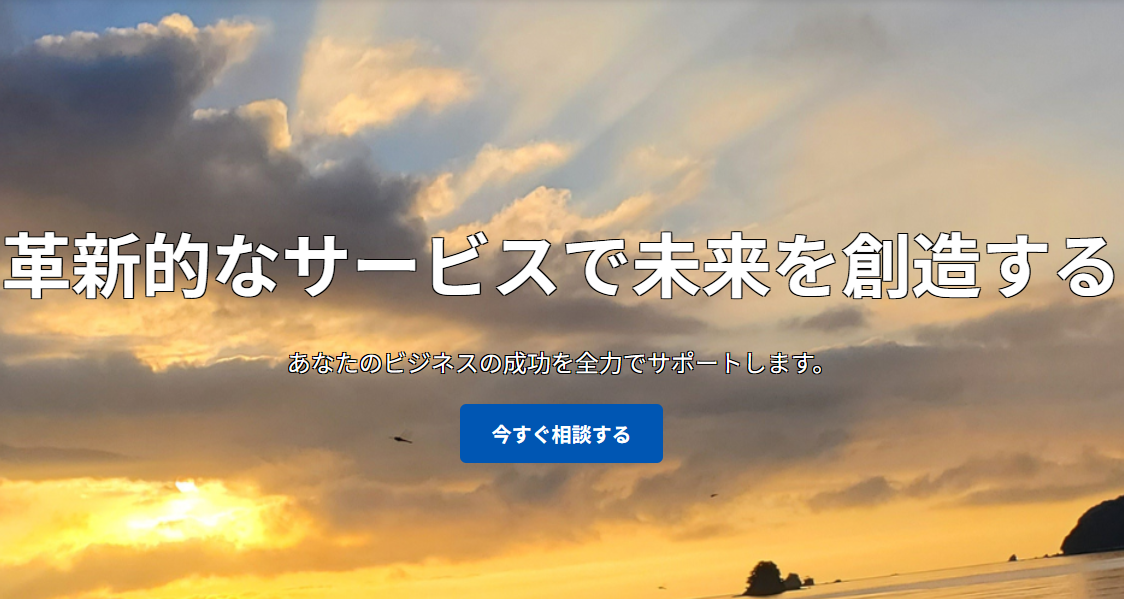 革新的なサービスで未来を創造する
あなたのビジネスの成功を全力でサポートします。
今すぐ相談する